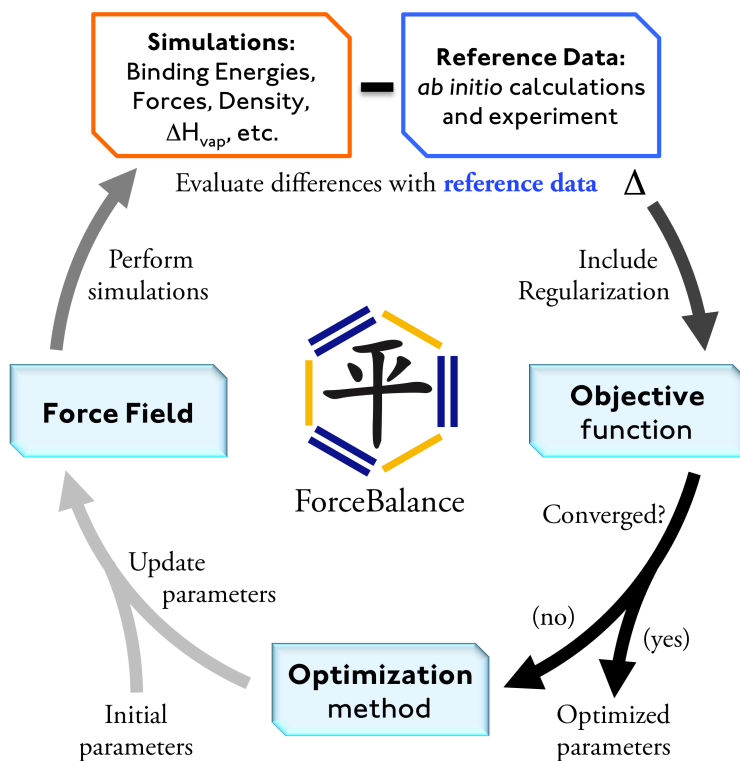 Simulations:
Binding Energies,
Forces, Density,
ΔHvap, etc.
Reference Data:
ab initio calculations
and experiment
Evaluate differences with reference data Δ
Perform
simulations
Include
Regularization
Force Field
平
ForceBalance
Objective
function
Converged?
Update
parameters
(no)
(yes)
Optimization
method
Initial
parameters
Optimized
parameters